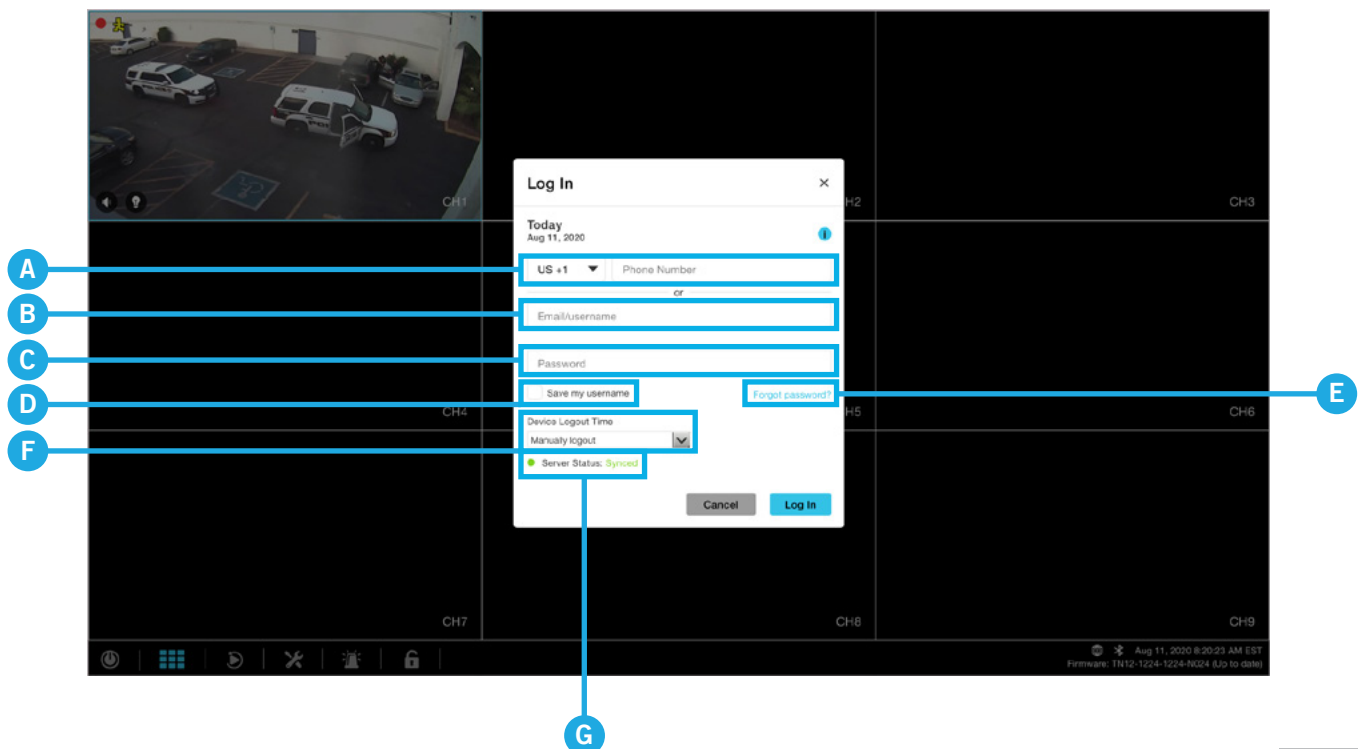 CH1
CH2
CH3
Log In
×
Today
Aug 11, 2020
i
A
US +1
Phone Number
or
B
Email/username
C
Password
D
Save my username
Forgot password?
E
CH4
CH5
CH6
Device Logout Time
F
Manually logout
Server Status: Synced
Cancel
Log In
CH7
CH8
CH9
Aug 11, 2020 8:20:23 AM EST
Firmware: TN12-1224-1224-N024 (Up to date)
G